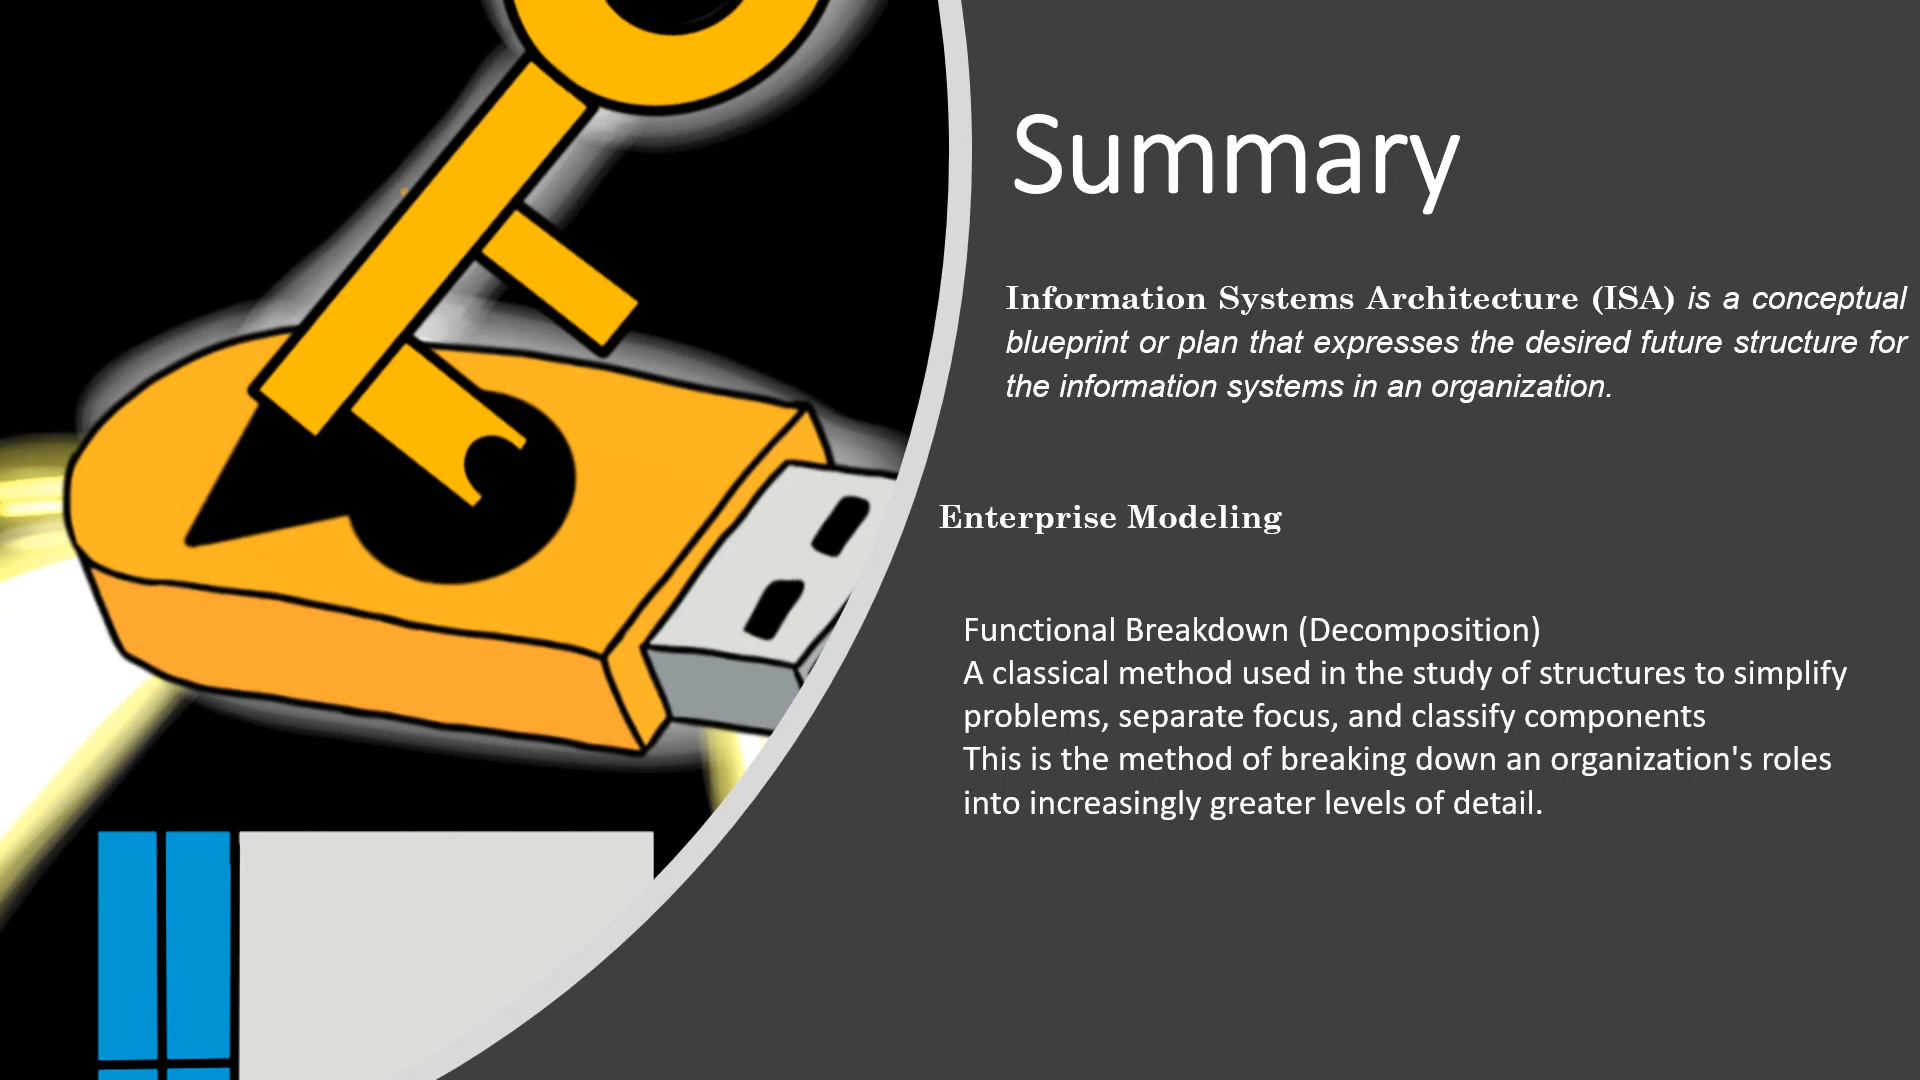 Summary
Information Systems Architecture (ISA) is a conceptual
blueprint or plan that expresses the desired future structure for
the information systems in an organization.
Enterprise Modeling
Functional Breakdown (Decomposition)
A classical method used in the study of structures to simplify
problems, separate focus, and classify components
This is the method of breaking down an organization's roles
into increasingly greater levels of detail.